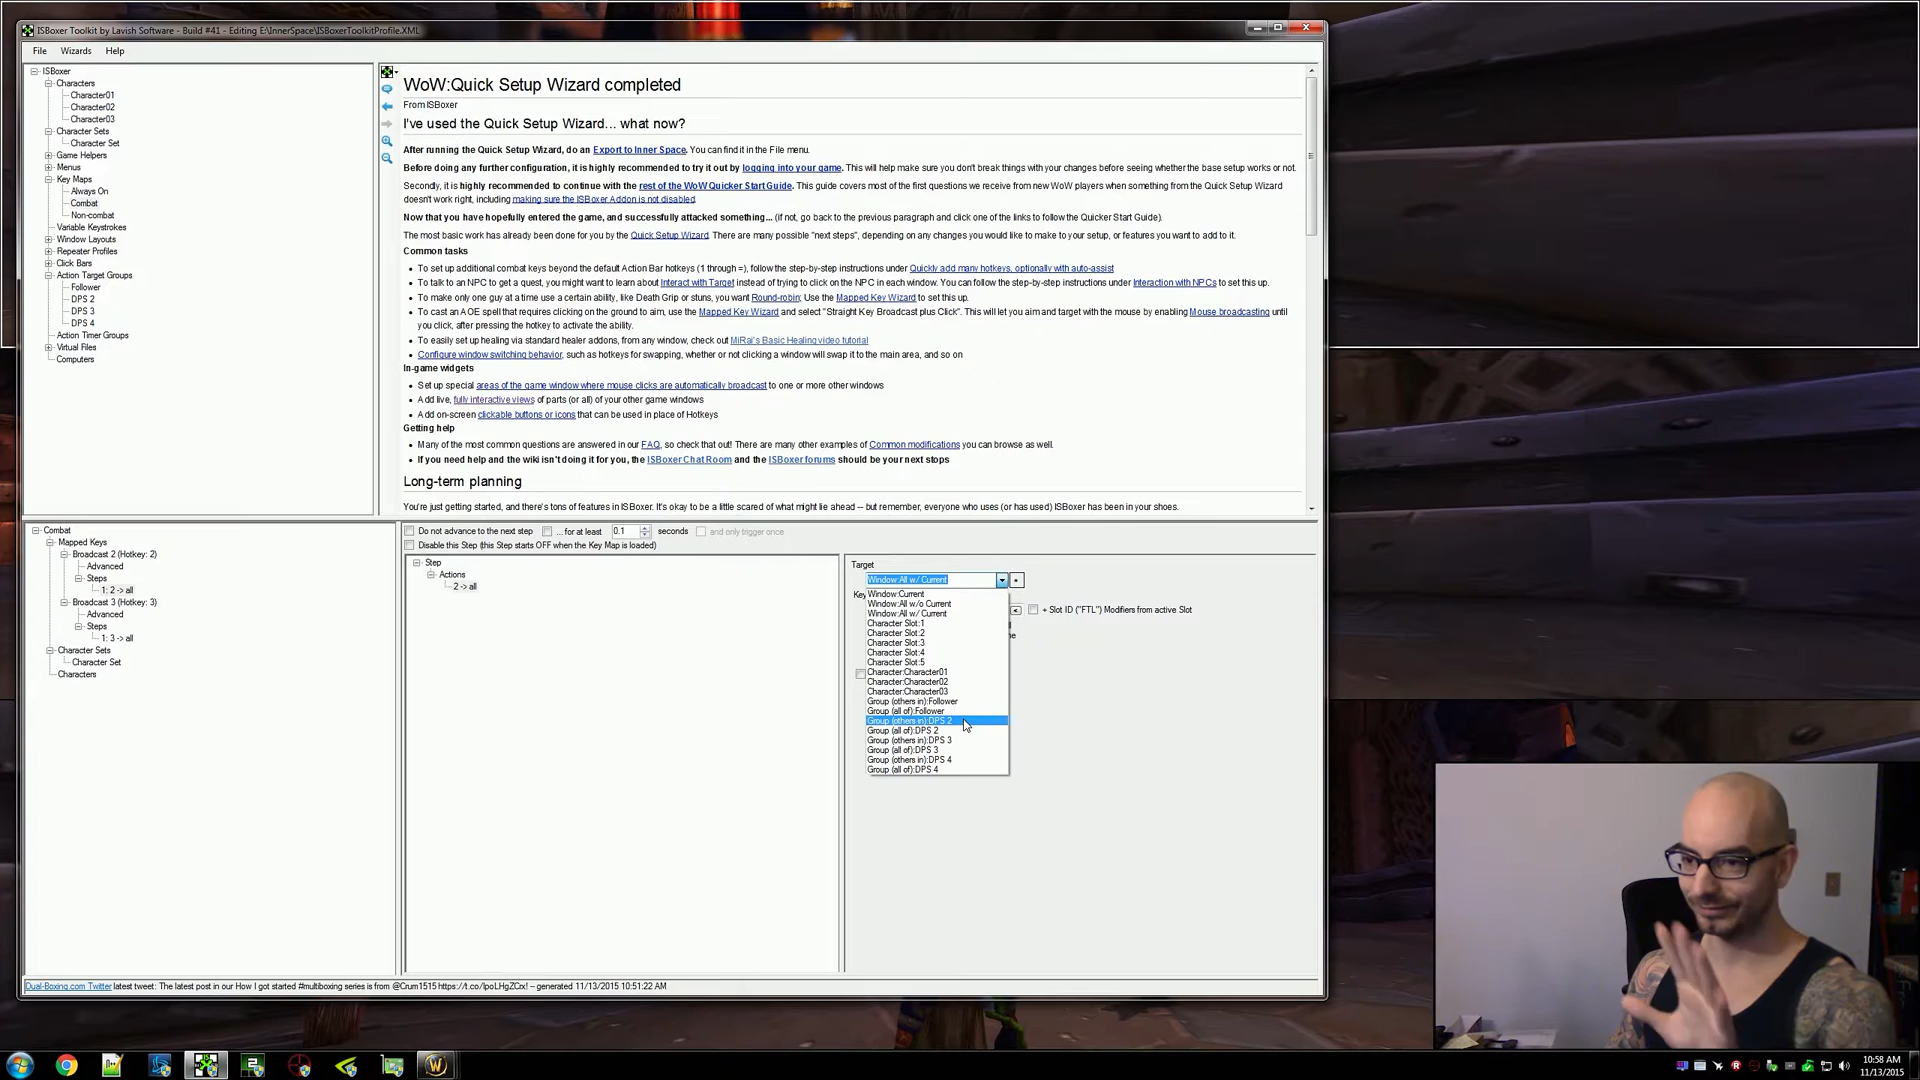 ISBoxer Toolkit by Lavish Software - Build #41 - Editing E:\InnerSpace\ISBoxerToolkitProfile.XML
File Wizards Help
ISBoxer
Characters
Character01
Character02
Character03
Character Sets
Character Set
Game Helpers
Menus
Key Maps
Always On
Combat
Non-combat
Variable Keystrokes
Window Layouts
Repeater Profiles
Click Bars
Action Target Groups
Follower
DPS 2
DPS 3
DPS 4
Action Timer Groups
Virtual Files
Computers
WoW:Quick Setup Wizard completed
From ISBoxer
I've used the Quick Setup Wizard... what now?
After running the Quick Setup Wizard, do an Export to Inner Space. You can find it in the File menu.
Before doing any further configuration, it is highly recommended to try it out by logging into your game. This will help make sure you don't break things with your changes before seeing whether the base setup works or not.
Secondly, it is highly recommended to continue with the rest of the WoW Quicker Start Guide. This guide covers most of the first questions we receive from new WoW players when something from the Quick Setup Wizard
doesn't work right, including making sure the ISBoxer Addon is not disabled.
Now that you have hopefully entered the game, and successfully attacked something... (if not, go back to the previous paragraph and click one of the links to follow the Quicker Start Guide).
The most basic work has already been done for you by the Quick Setup Wizard. There are many possible "next steps", depending on any changes you would like to make to your setup, or features you want to add to it.
Common tasks
• To set up additional combat keys beyond the default Action Bar hotkeys (1 through =), follow the step-by-step instructions under Quickly add many hotkeys, optionally with auto-assist
• To talk to an NPC to get a quest, you might want to learn about Interact with Target instead of trying to click on the NPC in each window. You can follow the step-by-step instructions under Interaction with NPCs to set this up.
• To make only one guy at a time use a certain ability, like Death Grip or stuns, you want Round-robin; Use the Mapped Key Wizard to set this up.
• To cast an AOE spell that requires clicking on the ground to aim, use the Mapped Key Wizard and select "Straight Key Broadcast plus Click". This will let you aim and target with the mouse by enabling Mouse broadcasting until
you click, after pressing the hotkey to activate the ability.
• To easily set up healing via standard healer addons, from any window, check out MiRai's Basic Healing video tutorial
• Configure window switching behavior, such as hotkeys for swapping, whether or not clicking a window will swap it to the main area, and so on
In-game widgets
• Set up special areas of the game window where mouse clicks are automatically broadcast to one or more other windows
• Add live, fully interactive views of parts (or all) of your other game windows
• Add on-screen clickable buttons or icons that can be used in place of Hotkeys
Getting help
• Many of the most common questions are answered in our FAQ, so check that out! There are many other examples of Common modifications you can browse as well.
• If you need help and the wiki isn't doing it for you, the ISBoxer Chat Room and the ISBoxer forums should be your next stops
Long-term planning
You're just getting started, and there's tons of features in ISBoxer. It's okay to be a little scared of what might lie ahead -- but remember, everyone who uses (or has used) ISBoxer has been in your shoes.
Combat
Mapped Keys
Broadcast 2 (Hotkey: 2)
Advanced
Steps
1: 2 -> all
Broadcast 3 (Hotkey: 3)
Advanced
Steps
1: 3 -> all
Character Sets
Character Set
Characters
Do not advance to the next step ... for at least 0.1 seconds and only trigger once
Disable this Step (this Step starts OFF when the Key Map is loaded)
Step
Actions
2 -> all
Target
Window:All w/ Current
Window:Current
Window:All w/o Current
Window:All w/ Current
Character Slot:1
Character Slot:2
Character Slot:3
Character Slot:4
Character Slot:5
Character:Character01
Character:Character02
Character:Character03
Group (others in):Follower
Group (all of):Follower
Group (others in):DPS 2
Group (all of):DPS 2
Group (others in):DPS 3
Group (all of):DPS 3
Group (others in):DPS 4
Group (all of):DPS 4
< + Slot ID ("FTL") Modifiers from active Slot
Dual-Boxing.com Twitter latest tweet: The latest post in our How I got started #multiboxing series is from @Crum1515 https://t.co/lpoLHgZCrx! -- generated 11/13/2015 10:51:22 AM
10:58 AM
11/13/2015